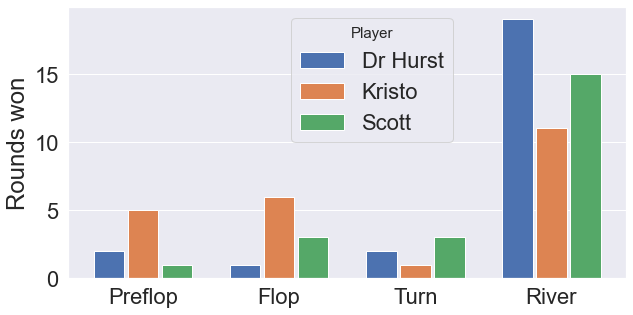 Player
Dr Hurst
Kristo
Scott
Rounds won
15
10
5
0
Preflop Flop Turn River